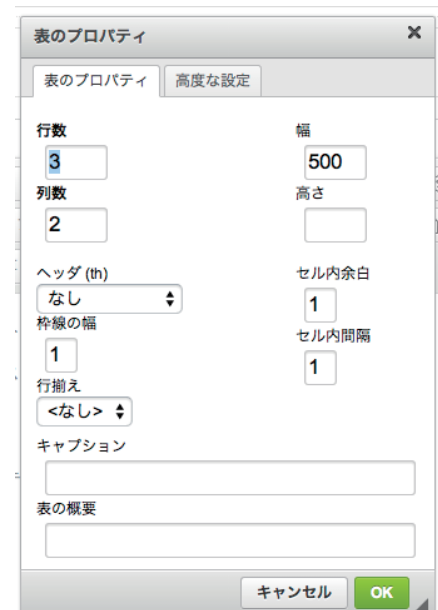 表のプロパティ ×
表のプロパティ 高度な設定
行数 幅
3 500
列数 高さ
2
ヘッダ (th) セル内余白
なし 1
枠線の幅 セル内間隔
1 1
行揃え
<なし>
キャプション
表の概要
キャンセル OK